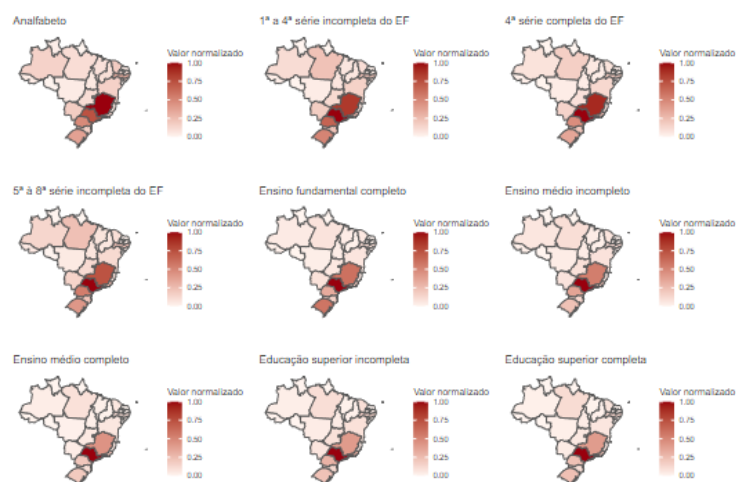 Analfabeto
1ª a 4ª série incompleta do EF
4ª série completa do EF
Valor normalizado
1.00
0.75
0.50
0.25
0.00
Valor normalizado
1.00
0.75
0.50
0.25
0.00
Valor normalizado
1.00
0.75
0.50
0.25
0.00
5ª à 8ª série incompleta do EF
Ensino fundamental completo
Ensino médio incompleto
Valor normalizado
1.00
0.75
0.50
0.25
0.00
Valor normalizado
1.00
0.75
0.50
0.25
0.00
Valor normalizado
1.00
0.75
0.50
0.25
0.00
Ensino médio completo
Educação superior incompleta
Educação superior completa
Valor normalizado
1.00
0.75
0.50
0.25
0.00
Valor normalizado
1.00
0.75
0.50
0.25
0.00
Valor normalizado
1.00
0.75
0.50
0.25
0.00